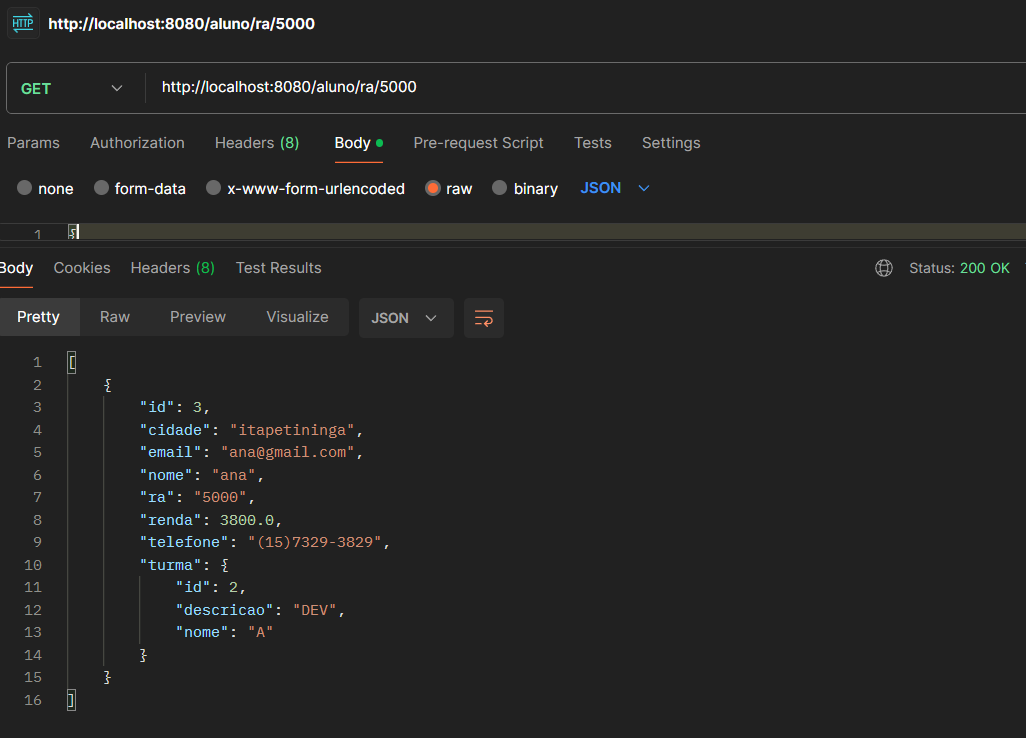 HTTP http://localhost:8080/aluno/ra/5000
GET http://localhost:8080/aluno/ra/5000
Params Authorization Headers (8) Body Pre-request Script Tests Settings
none form-data x-www-form-urlencoded raw binary JSON
1 {
Body Cookies Headers (8) Test Results Status: 200 OK
Pretty Raw Preview Visualize JSON
1 [
2 {
3 "id": 3,
4 "cidade": "itapetininga",
5 "email": "ana@gmail.com",
6 "nome": "ana",
7 "ra": "5000",
8 "renda": 3800.0,
9 "telefone": "(15)7329-3829",
10 "turma": {
11 "id": 2,
12 "descricao": "DEV",
13 "nome": "A"
14 }
15 }
16 ]